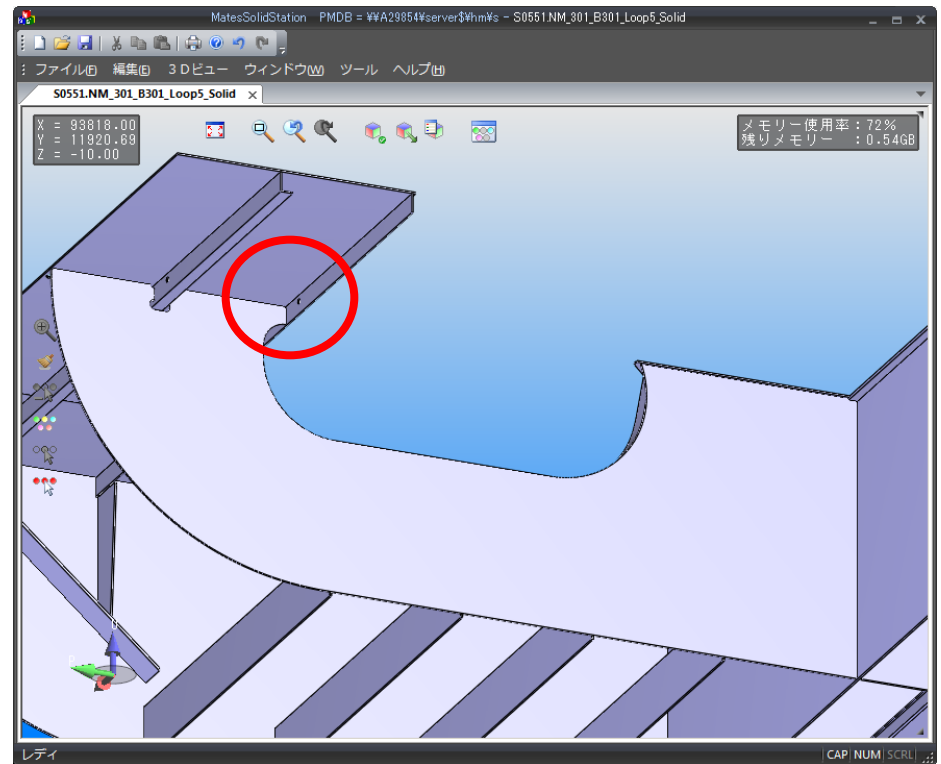 MatesSolidStation PMDB = ¥¥A29854¥server$¥hm¥s - S0551.NM_301_B301_Loop5_Solid
ファイル(F) 編集(E) 3Dビュー ウィンドウ(W) ツール ヘルプ(H)
S0551.NM_301_B301_Loop5_Solid ×
X = 93818.00
Y = 11920.69
Z = -10.00
メモリー使用率:72%
残りメモリー :0.54GB
レディ
CAP NUM SCRL